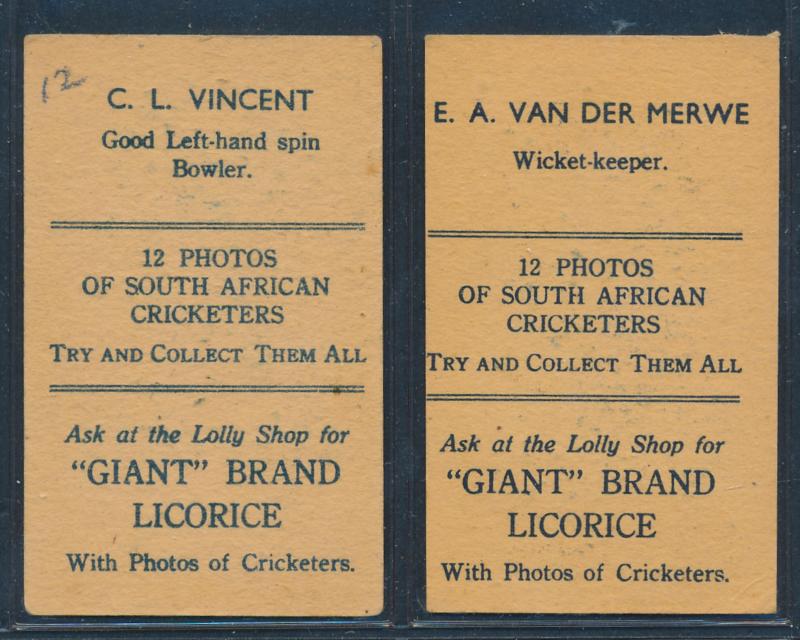 12
C. L. VINCENT
Good Left-hand spin
Bowler.
12 PHOTOS
OF SOUTH AFRICAN
CRICKETERS
TRY AND COLLECT THEM ALL
Ask at the Lolly Shop for
"GIANT" BRAND
LICORICE
With Photos of Cricketers.
E. A. VAN DER MERWE
Wicket-keeper.
12 PHOTOS
OF SOUTH AFRICAN
CRICKETERS
TRY AND COLLECT THEM ALL
Ask at the Lolly Shop for
"GIANT" BRAND
LICORICE
With Photos of Cricketers.